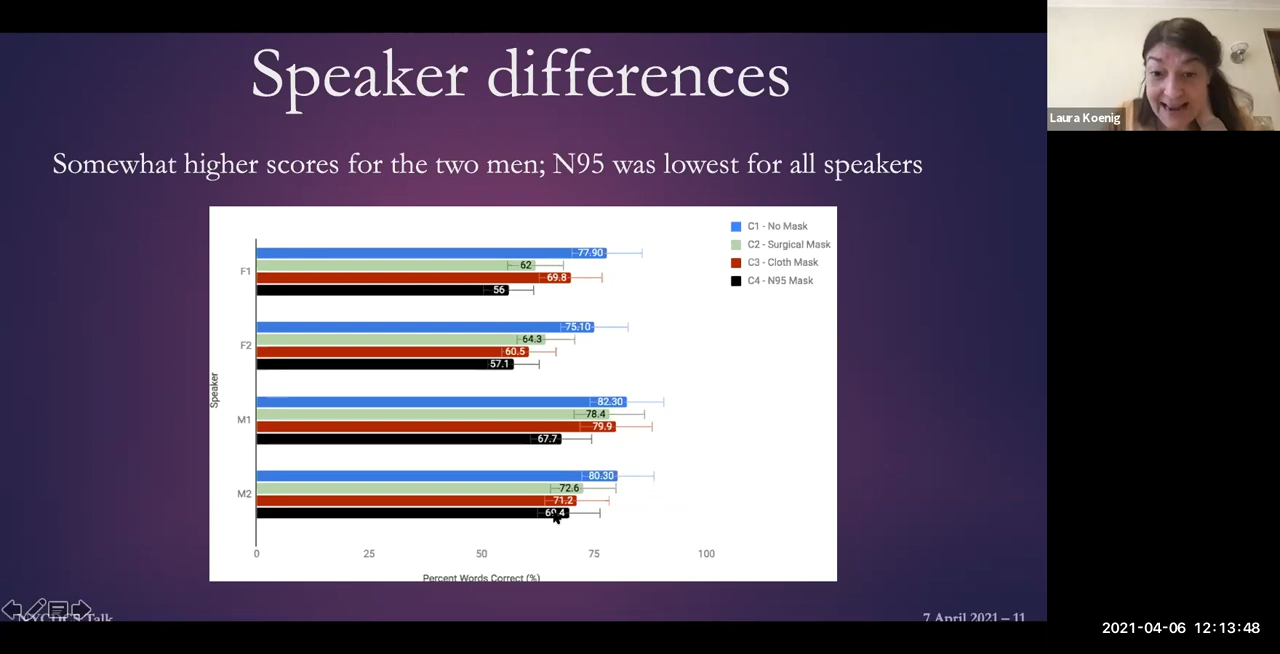 Speaker differences
Laura Koenig
Somewhat higher scores for the two men; N95 was lowest for all speakers
C1 - No Mask
C2 - Surgical Mask
C3 - Cloth Mask
C4 - N95 Mask
Speaker
F1
77.90
62
69.8
56
F2
75.10
64.3
60.5
57.1
M1
82.30
78.4
79.9
67.7
M2
80.30
72.6
71.2
69.4
0 25 50 75 100
Percent Words Correct (%)
Talk
7 April 2021 – 11
2021-04-06 12:13:48